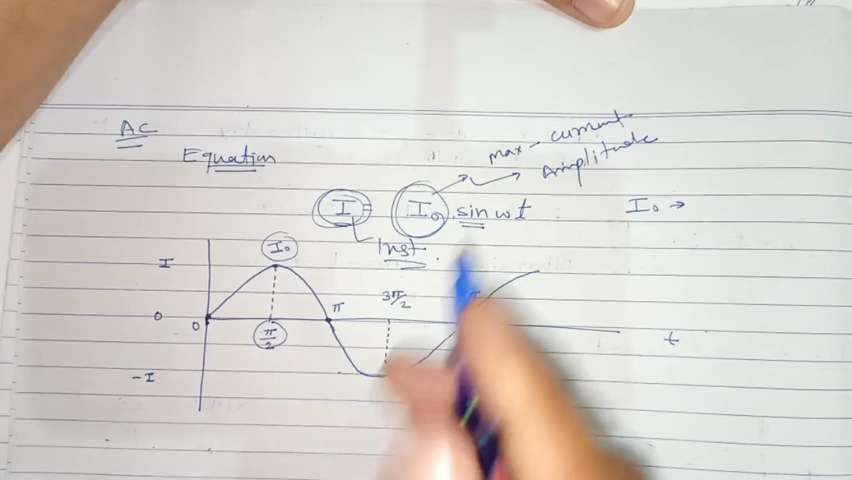 AC
Equation
max - current
Amplitude
I = I₀ sin ωt
I₀ →
Inst.
I
I₀
0
0
π/2
π
3π/2
t
-I